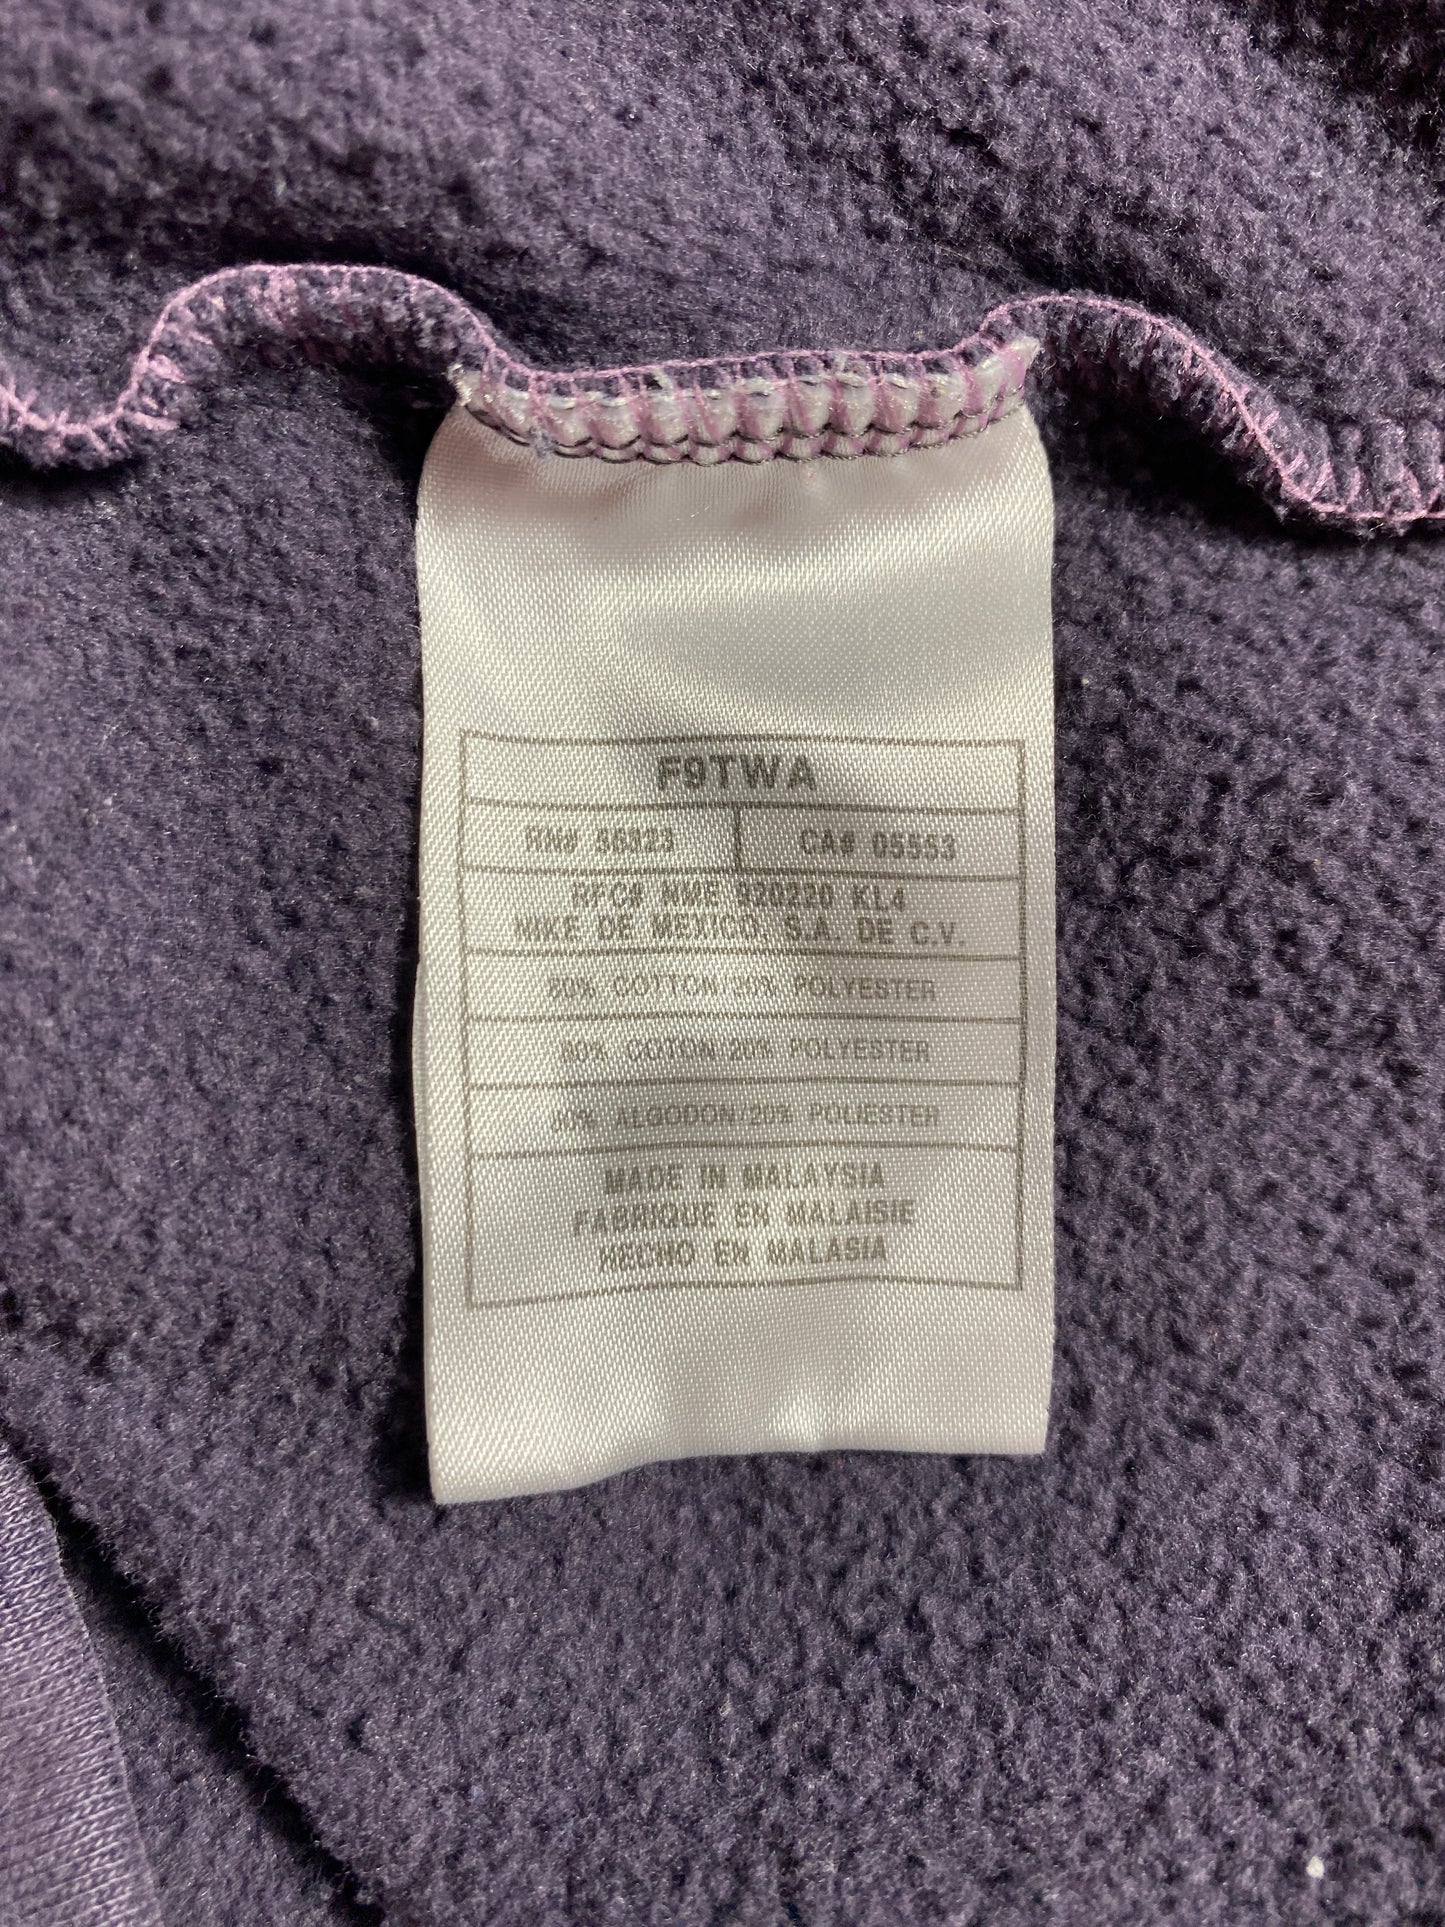 F9TWA
RN# 56323 CA# 05553
RFC# NME 920220 KL4
NIKE DE MEXICO, S.A. DE C.V.
80% COTTON/20% POLYESTER
80% COTON/20% POLYESTER
80% ALGODON/20% POLIESTER
MADE IN MALAYSIA
FABRIQUE EN MALAISIE
HECHO EN MALASIA